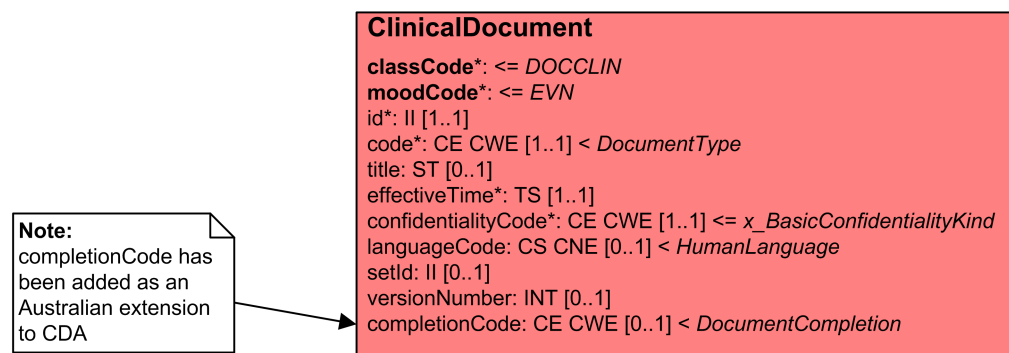 ClinicalDocument
classCode*: <= DOCCLIN
moodCode*: <= EVN
id*: II [1..1]
code*: CE CWE [1..1] < DocumentType
title: ST [0..1]
effectiveTime*: TS [1..1]
confidentialityCode*: CE CWE [1..1] <= x_BasicConfidentialityKind
languageCode: CS CNE [0..1] < HumanLanguage
setId: II [0..1]
versionNumber: INT [0..1]
completionCode: CE CWE [0..1] < DocumentCompletion
Note:
completionCode has
been added as an
Australian extension
to CDA